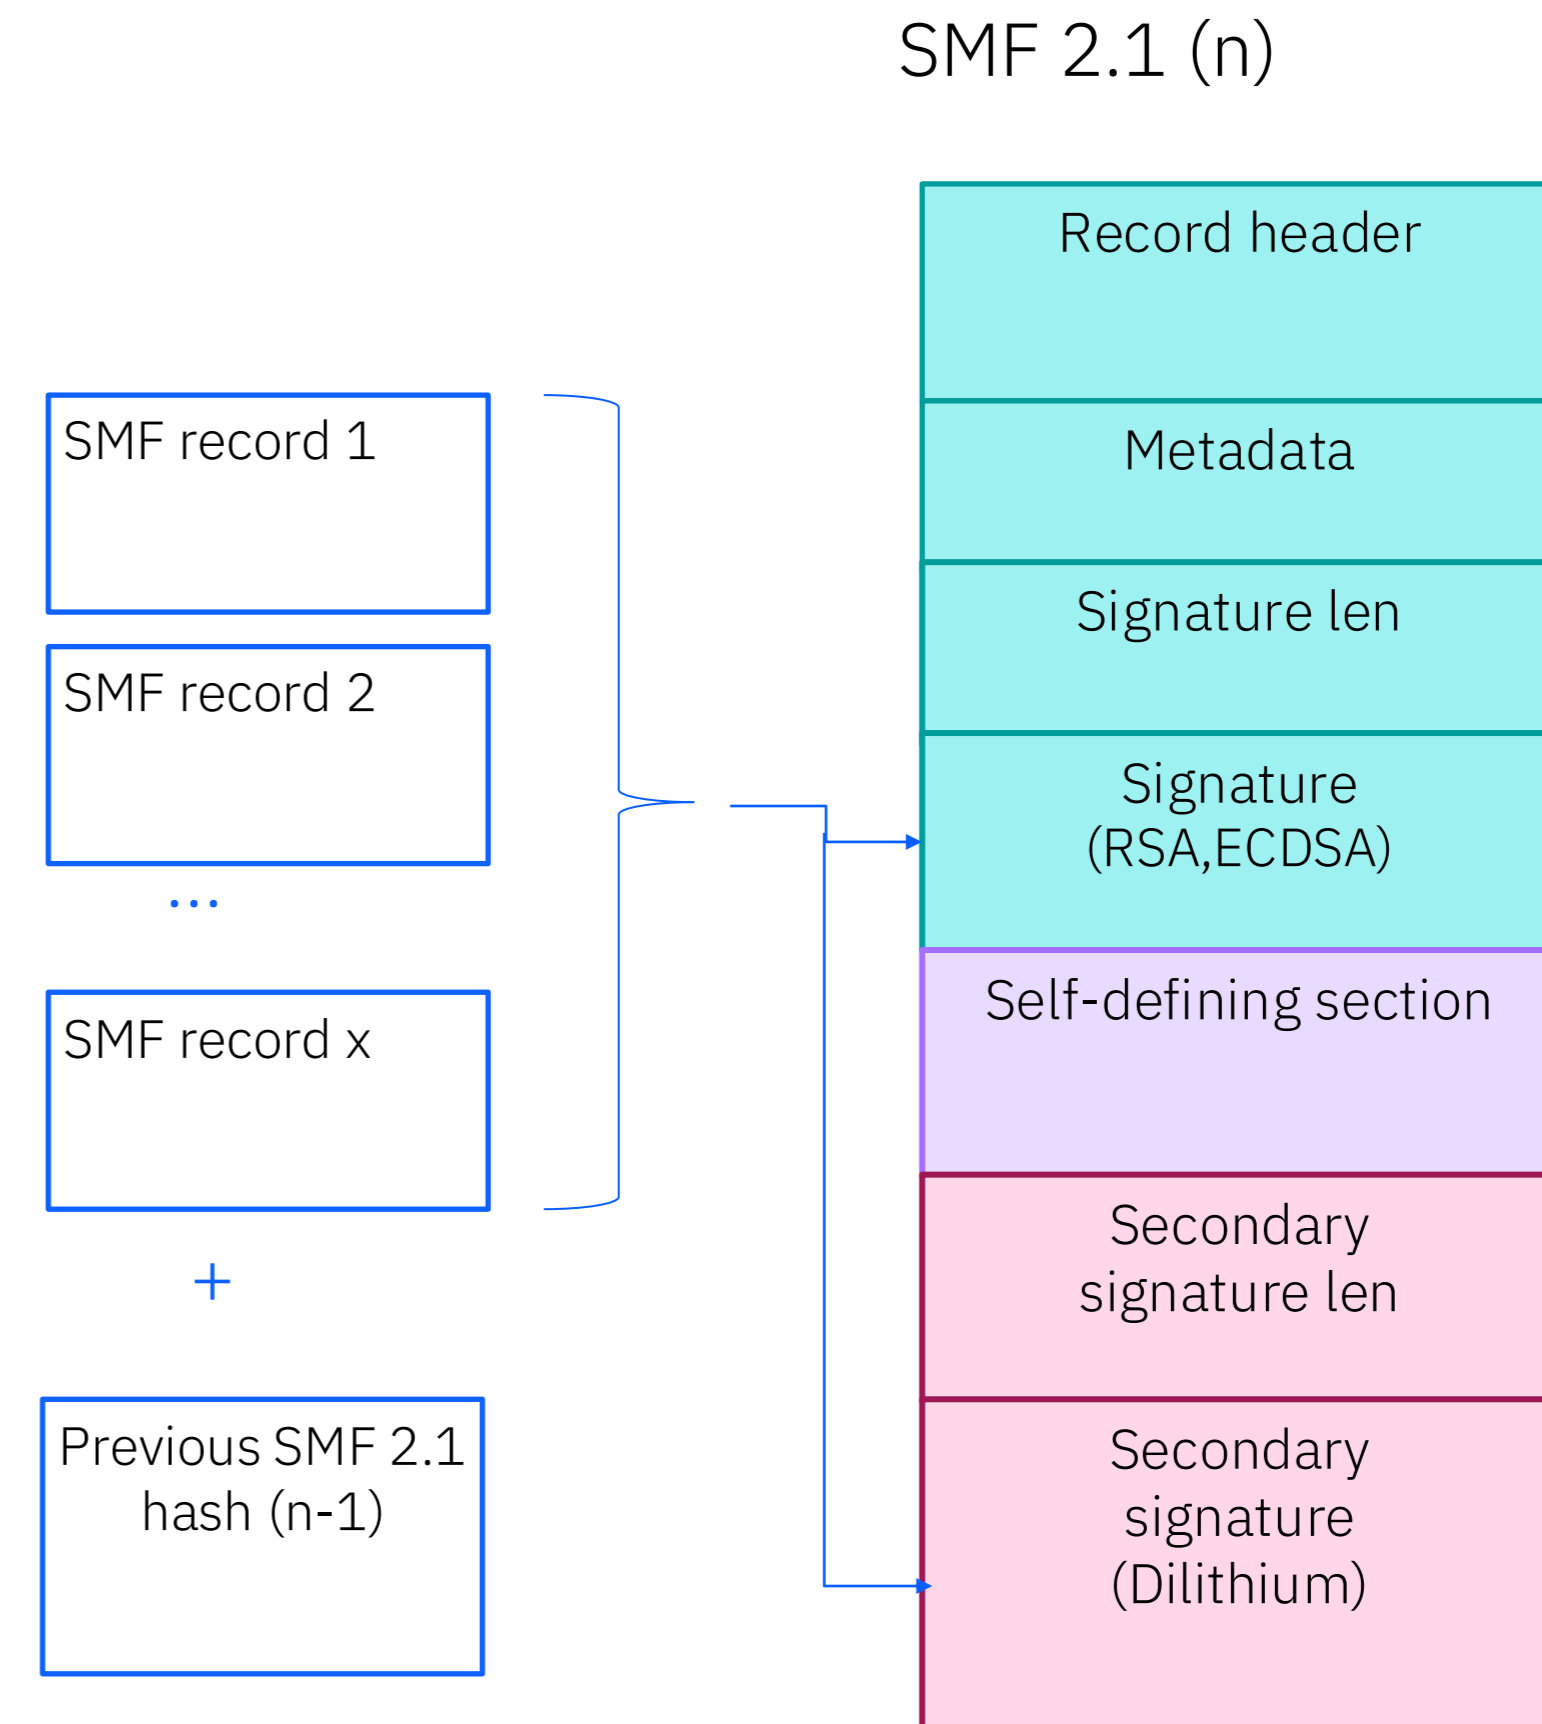 SMF 2.1 (n)
SMF record 1
SMF record 2
...
SMF record x
+
Previous SMF 2.1
hash (n-1)
Record header
Metadata
Signature len
Signature
(RSA,ECDSA)
Self-defining section
Secondary
signature len
Secondary
signature
(Dilithium)